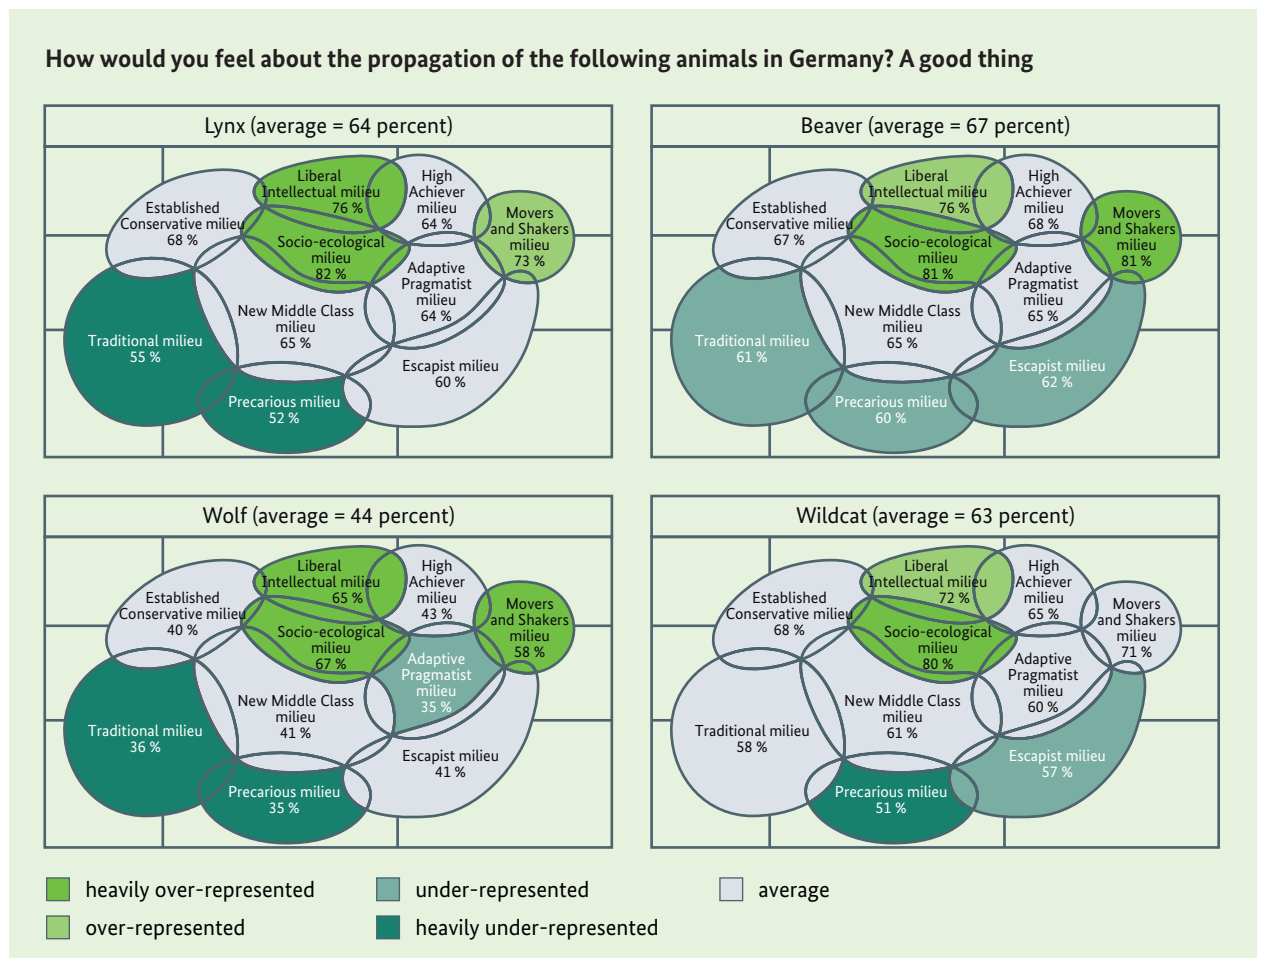 How would you feel about the propagation of the following animals in Germany? A good thing
Lynx (average = 64 percent)
Liberal
Intellectual milieu
76 %
High
Achiever
milieu
64 %
Established
Conservative milieu
68 %
Movers
and Shakers
milieu
73 %
Socio-ecological
milieu
82 %
Adaptive
Pragmatist
milieu
64 %
New Middle Class
milieu
65 %
Traditional milieu
55 %
Escapist milieu
60 %
Precarious milieu
52 %
Beaver (average = 67 percent)
Liberal
Intellectual milieu
76 %
High
Achiever
milieu
68 %
Established
Conservative milieu
67 %
Movers
and Shakers
milieu
81 %
Socio-ecological
milieu
81 %
Adaptive
Pragmatist
milieu
65 %
New Middle Class
milieu
65 %
Traditional milieu
61 %
Escapist milieu
62 %
Precarious milieu
60 %
Wolf (average = 44 percent)
Liberal
Intellectual milieu
65 %
High
Achiever
milieu
43 %
Established
Conservative milieu
40 %
Movers
and Shakers
milieu
58 %
Socio-ecological
milieu
67 %
Adaptive
Pragmatist
milieu
35 %
New Middle Class
milieu
41 %
Traditional milieu
36 %
Escapist milieu
41 %
Precarious milieu
35 %
Wildcat (average = 63 percent)
Liberal
Intellectual milieu
72 %
High
Achiever
milieu
65 %
Established
Conservative milieu
68 %
Movers
and Shakers
milieu
71 %
Socio-ecological
milieu
80 %
Adaptive
Pragmatist
milieu
60 %
New Middle Class
milieu
61 %
Traditional milieu
58 %
Escapist milieu
57 %
Precarious milieu
51 %
heavily over-represented
under-represented
average
over-represented
heavily under-represented